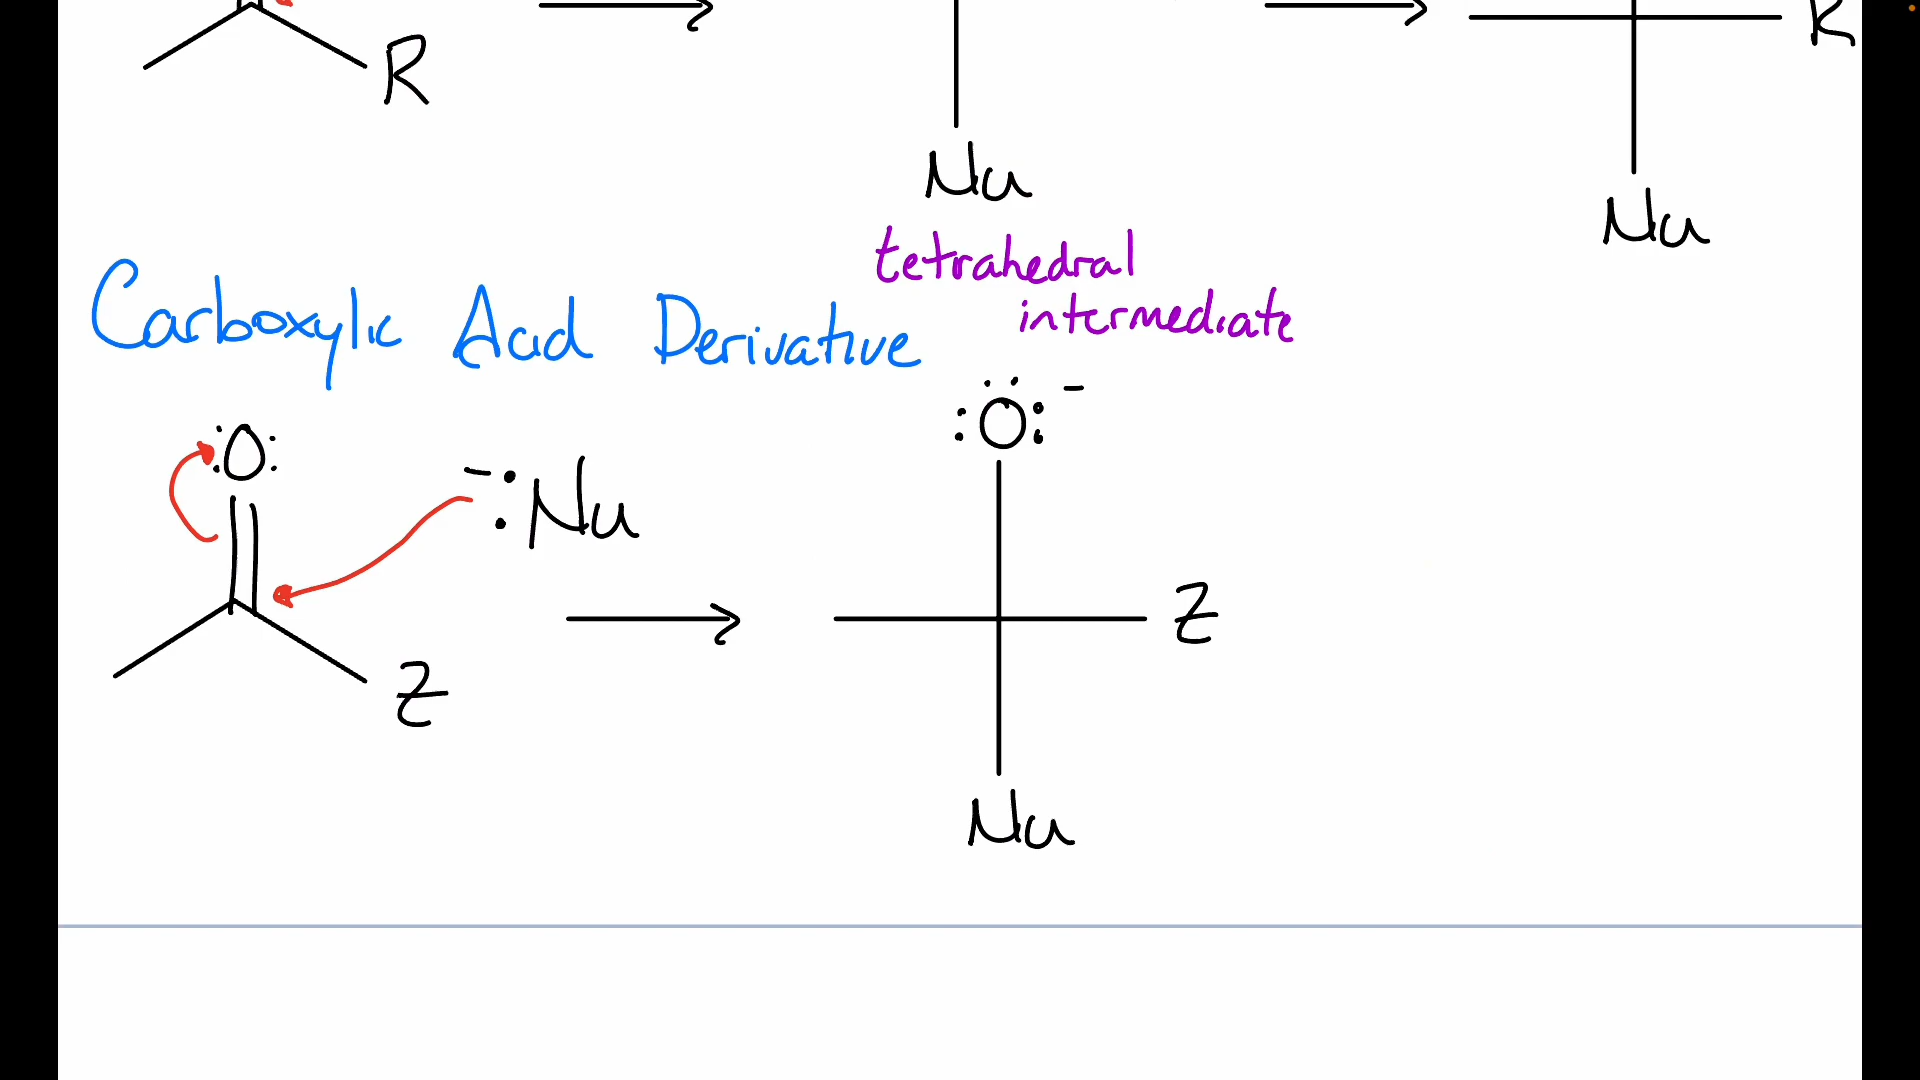 R
R
Nu
Nu
tetrahedral
intermediate
Carboxylic Acid Derivative
:Ö:⁻
:O:
⁻:Nu
Z
Z
Nu